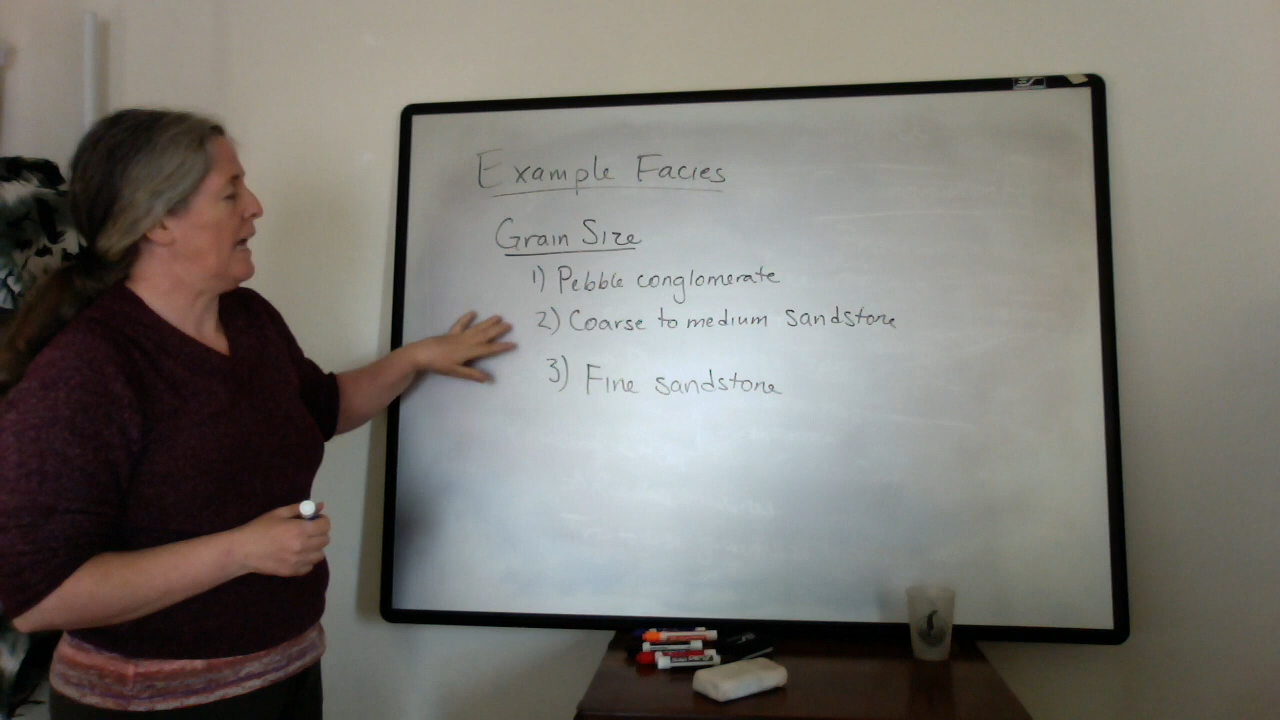 Example Facies
Grain Size
1) Pebble conglomerate
2) Coarse to medium sandstone
3) Fine sandstone